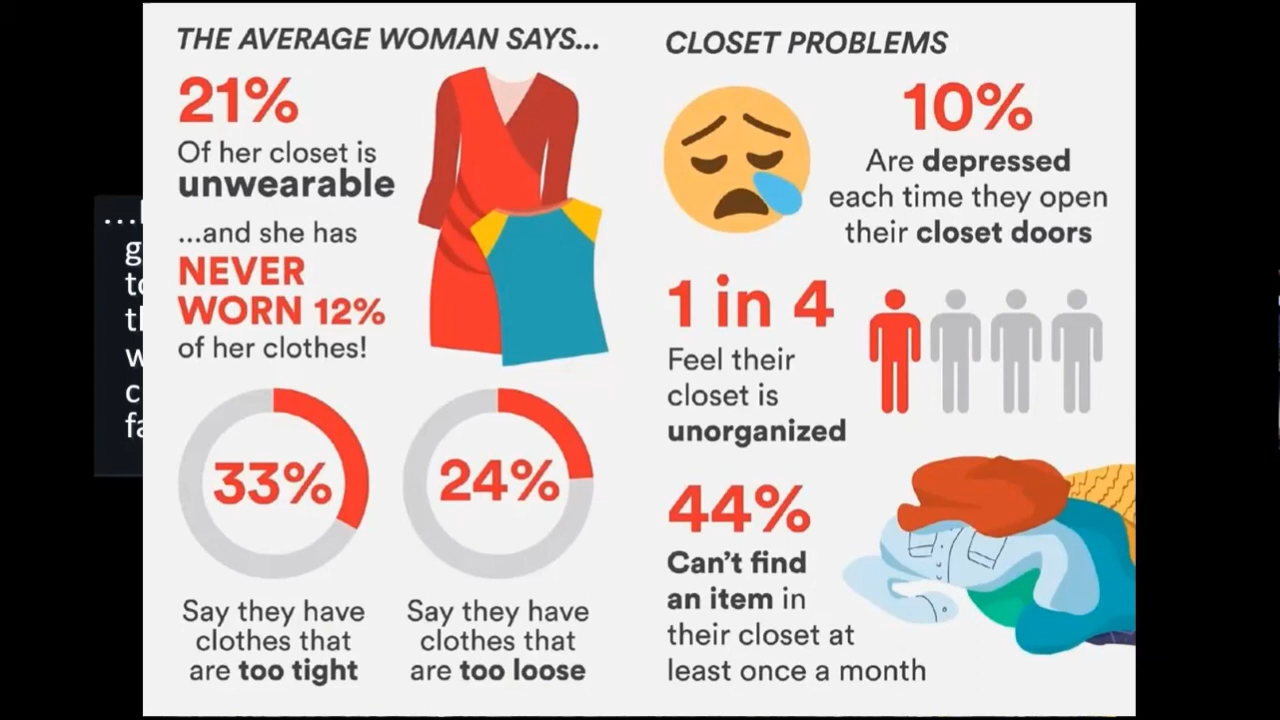 THE AVERAGE WOMAN SAYS...
21%
Of her closet is
unwearable
...and she has
NEVER
WORN 12%
of her clothes!
33%
Say they have
clothes that
are too tight
24%
Say they have
clothes that
are too loose
CLOSET PROBLEMS
10%
Are depressed
each time they open
their closet doors
1 in 4
Feel their
closet is
unorganized
44%
Can't find
an item in
their closet at
least once a month